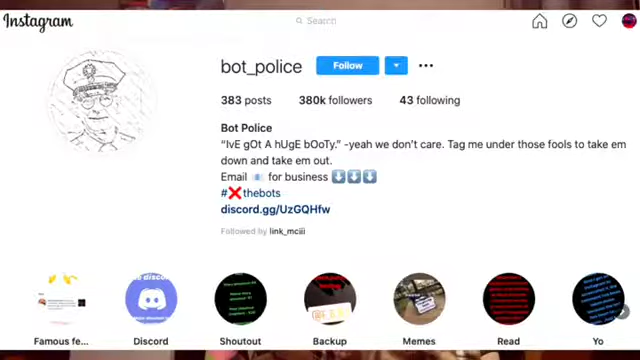 Instagram
Search
bot_police
Follow
383 posts 380k followers 43 following
Bot Police
“IvE gOt A hUgE bOoTy.” -yeah we don’t care. Tag me under those fools to take em
down and take em out.
Email 📧 for business ⬇️⬇️⬇️
#❌thebots
discord.gg/UzGQHfw
Followed by link_mciii
Famous fe... Discord Shoutout Backup Memes Read Yo